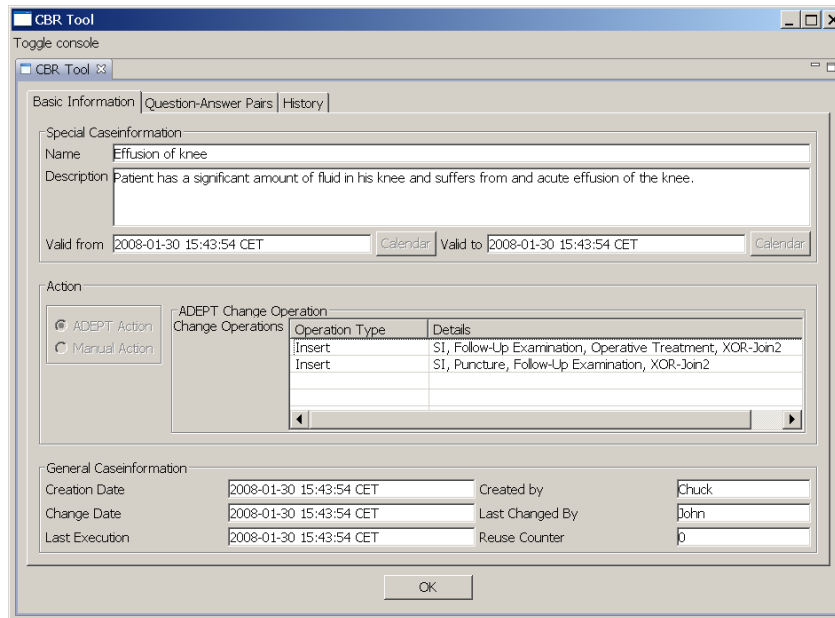 CBR Tool
Toggle console
CBR Tool
Basic Information Question-Answer Pairs History
Special Caseinformation
Name Effusion of knee
Description Patient has a significant amount of fluid in his knee and suffers from and acute effusion of the knee.
Valid from 2008-01-30 15:43:54 CET Calendar Valid to 2008-01-30 15:43:54 CET Calendar
Action
ADEPT Change Operation
ADEPT Action Change Operations Operation Type Details
Manual Action Insert SI, Follow-Up Examination, Operative Treatment, XOR-Join2
Insert SI, Puncture, Follow-Up Examination, XOR-Join2
General Caseinformation
Creation Date 2008-01-30 15:43:54 CET Created by Chuck
Change Date 2008-01-30 15:43:54 CET Last Changed By John
Last Execution 2008-01-30 15:43:54 CET Reuse Counter 0
OK